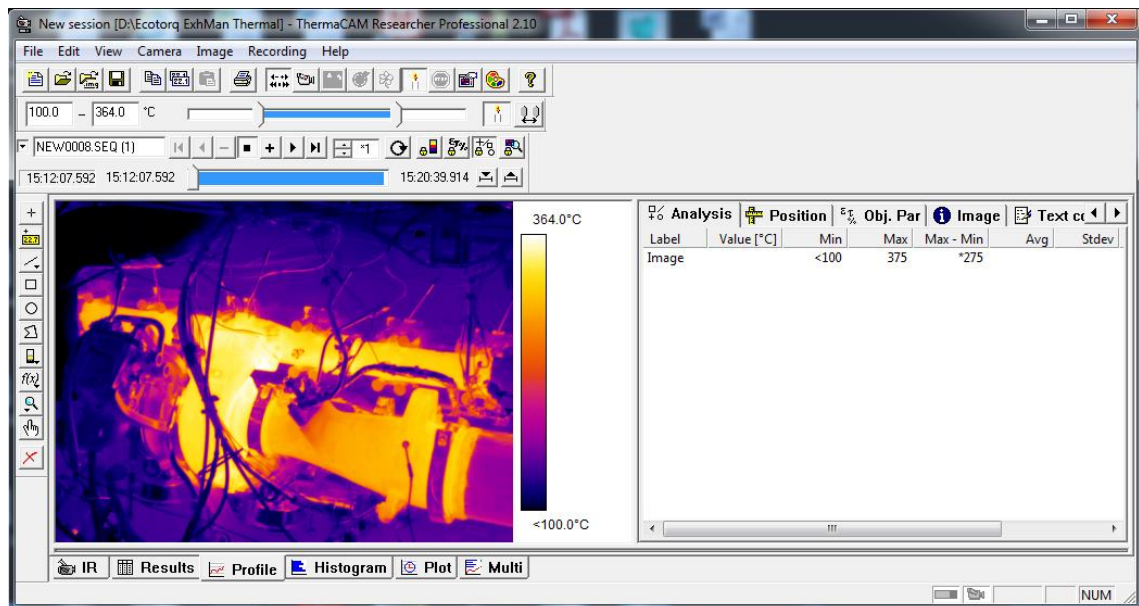 New session [D:\Ecotorq ExhMan Thermal] - ThermaCAM Researcher Professional 2.10
File Edit View Camera Image Recording Help
100.0 - 364.0 °C
NEW0008.SEQ (1)
15:12:07.592 15:12:07.592 15:20:39.914
364.0°C
<100.0°C
Analysis Position Obj. Par Image Text cc
Label Value [°C] Min Max Max - Min Avg Stdev
Image <100 375 *275
IR Results Profile Histogram Plot Multi
NUM